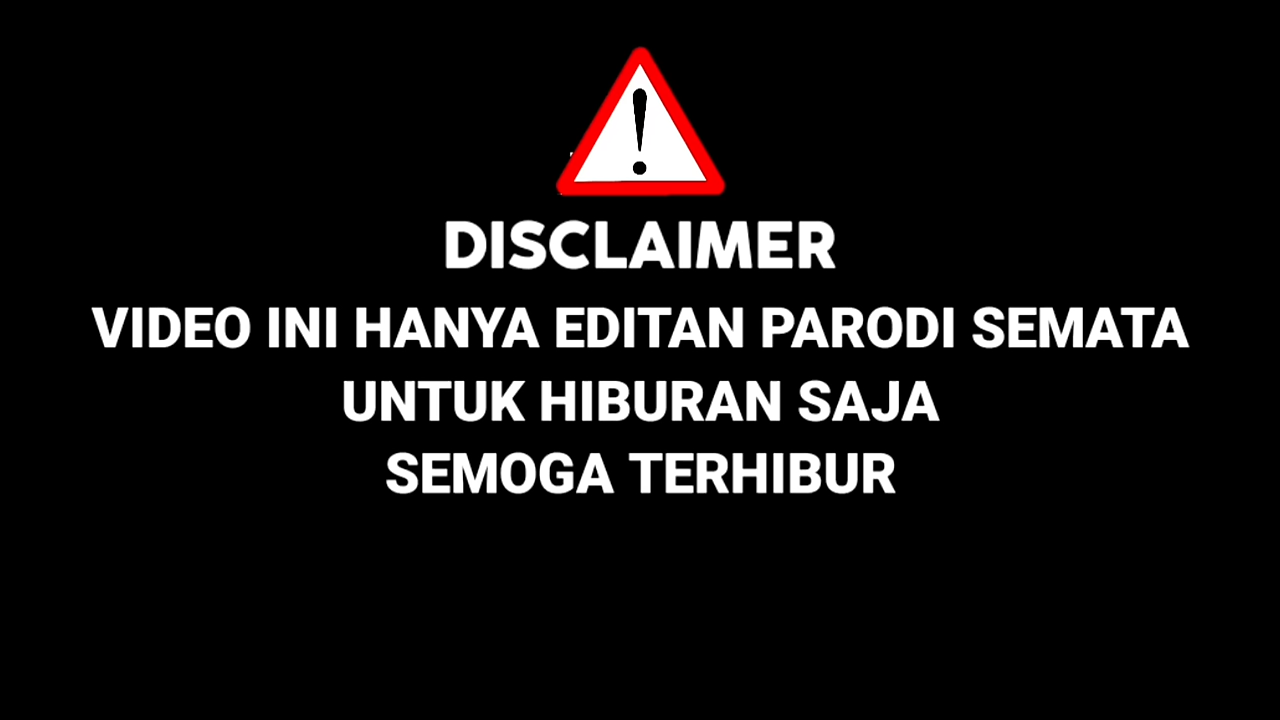 DISCLAIMER
VIDEO INI HANYA EDITAN PARODI SEMATA
UNTUK HIBURAN SAJA
SEMOGA TERHIBUR